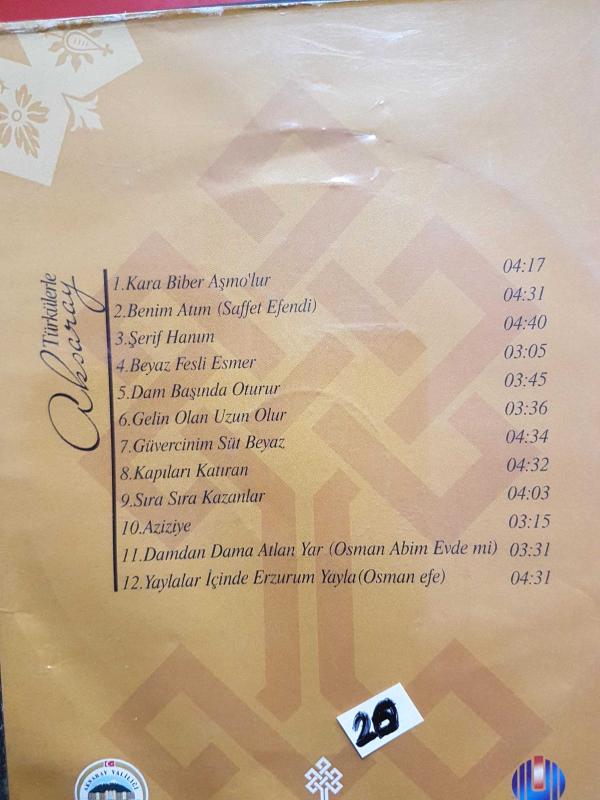 Türkülerle
Aksaray
1.Kara Biber Aşmo'lur 04:17
2.Benim Atım (Saffet Efendi) 04:31
3.Şerif Hanım 04:40
4.Beyaz Fesli Esmer 03:05
5.Dam Başında Oturur 03:45
6.Gelin Olan Uzun Olur 03:36
7.Güvercinim Süt Beyaz 04:34
8.Kapıları Katıran 04:32
9.Sıra Sıra Kazanlar 04:03
10.Aziziye 03:15
11.Damdan Dama Atlan Yar (Osman Abim Evde mi) 03:31
12.Yaylalar İçinde Erzurum Yayla(Osman efe) 04:31
AKSARAY VALİLİĞİ